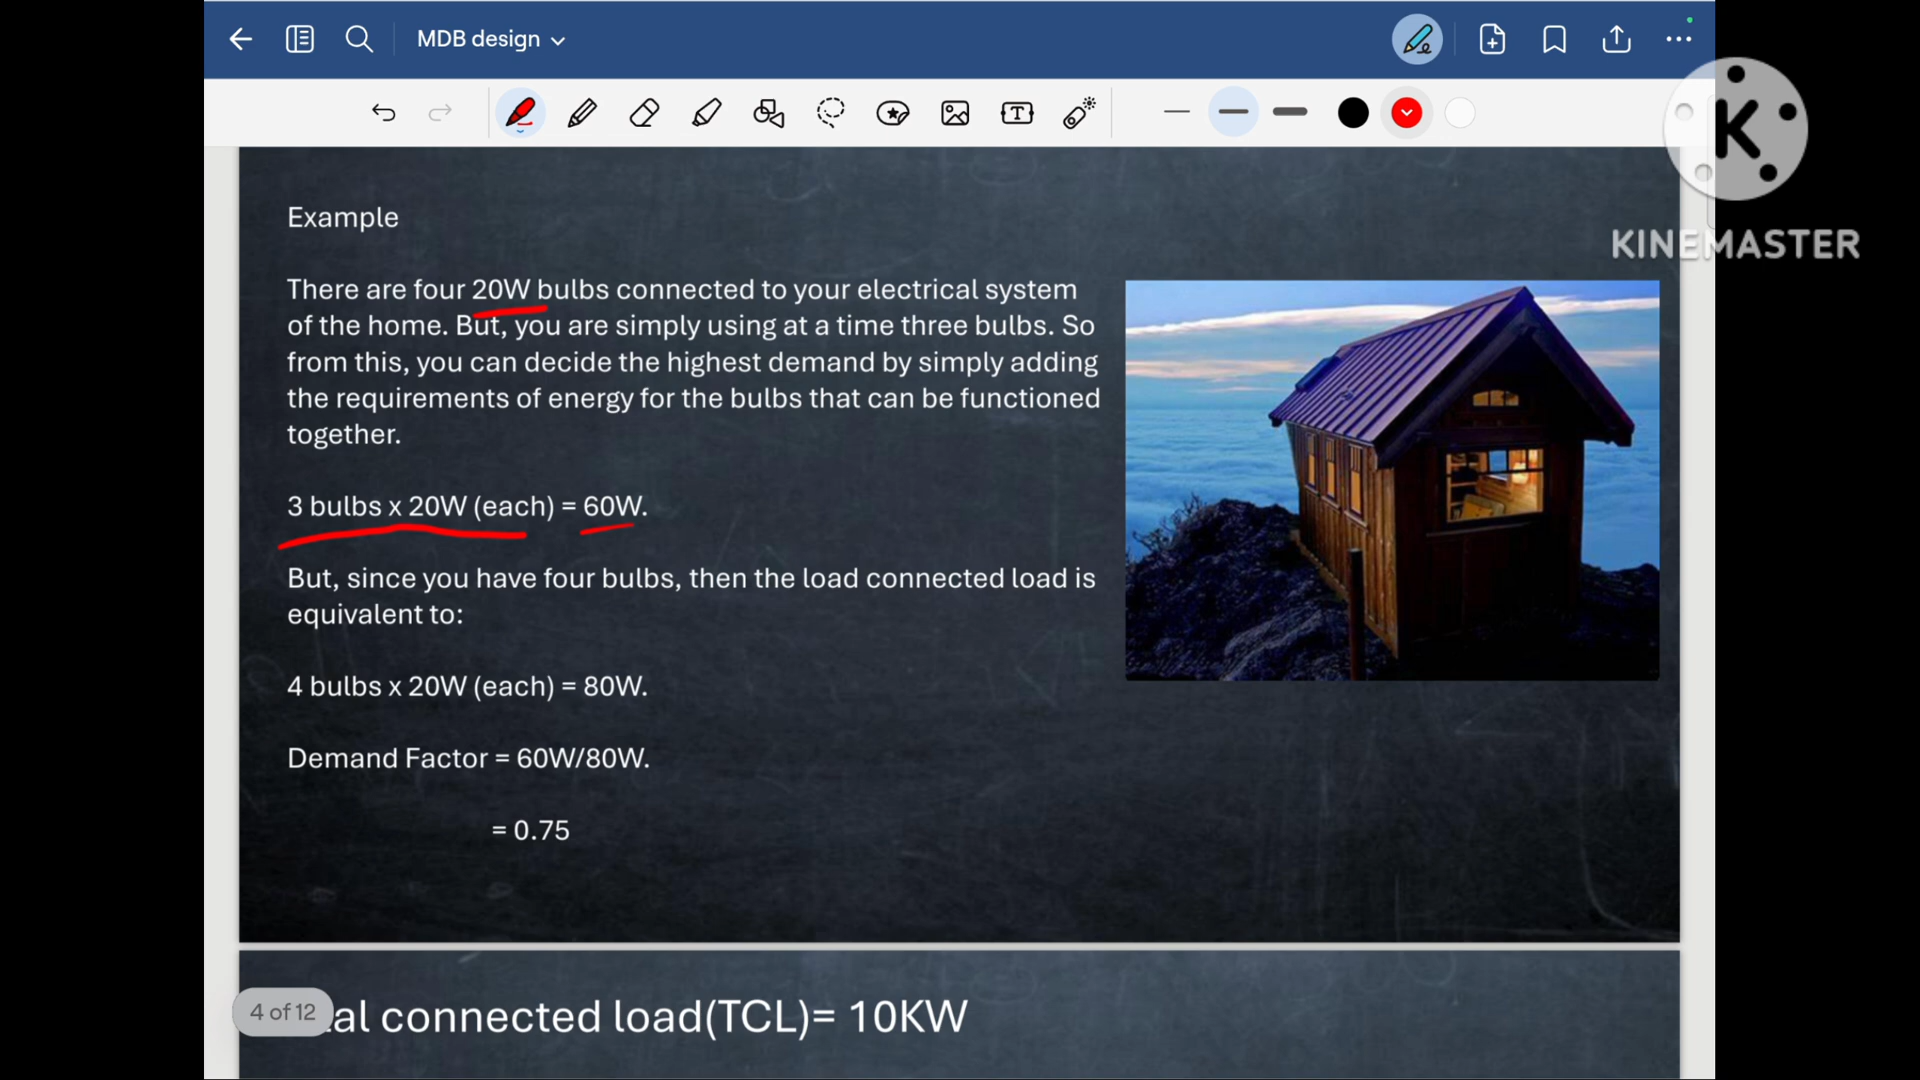 MDB design
KINEMASTER
Example
There are four 20W bulbs connected to your electrical system
of the home. But, you are simply using at a time three bulbs. So
from this, you can decide the highest demand by simply adding
the requirements of energy for the bulbs that can be functioned
together.
3 bulbs x 20W (each) = 60W.
But, since you have four bulbs, then the load connected load is
equivalent to:
4 bulbs x 20W (each) = 80W.
Demand Factor = 60W/80W.
= 0.75
4 of 12
connected load(TCL)= 10KW